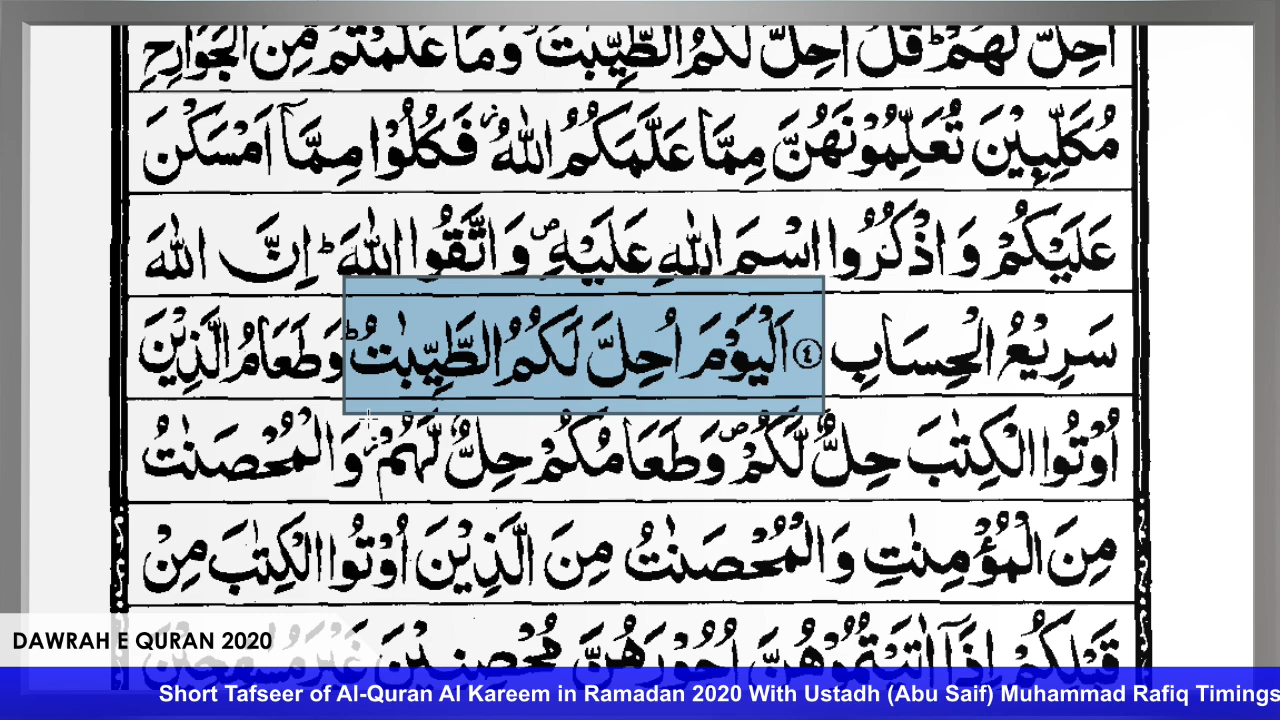 اُحِلَّ لَهُمْ ؕ قُلْ اُحِلَّ لَكُمُ الطَّيِّبٰتُ ۙ وَمَا عَلَّمْتُمْ مِّنَ الْجَوَارِحِ
مُكَلِّبِيْنَ تُعَلِّمُوْنَهُنَّ مِمَّا عَلَّمَكُمُ اللّٰهُ ؗ فَكُلُوْا مِمَّاۤ اَمْسَكْنَ
عَلَيْكُمْ وَاذْكُرُوا اسْمَ اللّٰهِ عَلَيْهِ ۪ وَاتَّقُوا اللّٰهَ ؕ اِنَّ اللّٰهَ
سَرِيْعُ الْحِسَابِ ﴿٤﴾ اَلْيَوْمَ اُحِلَّ لَكُمُ الطَّيِّبٰتُ ؕ وَطَعَامُ الَّذِيْنَ
اُوْتُوا الْكِتٰبَ حِلٌّ لَّكُمْ ۪ وَطَعَامُكُمْ حِلٌّ لَّهُمْ ؗ وَالْمُحْصَنٰتُ
مِنَ الْمُؤْمِنٰتِ وَالْمُحْصَنٰتُ مِنَ الَّذِيْنَ اُوْتُوا الْكِتٰبَ مِنْ
قَبْلِكُمْ اِذَاۤ اٰتَيْتُمُوْهُنَّ اُجُوْرَهُنَّ مُحْصِنِيْنَ غَيْرَ مُسٰفِحِيْنَ
DAWRAH E QURAN 2020
Short Tafseer of Al-Quran Al Kareem in Ramadan 2020 With Ustadh (Abu Saif) Muhammad Rafiq Timings